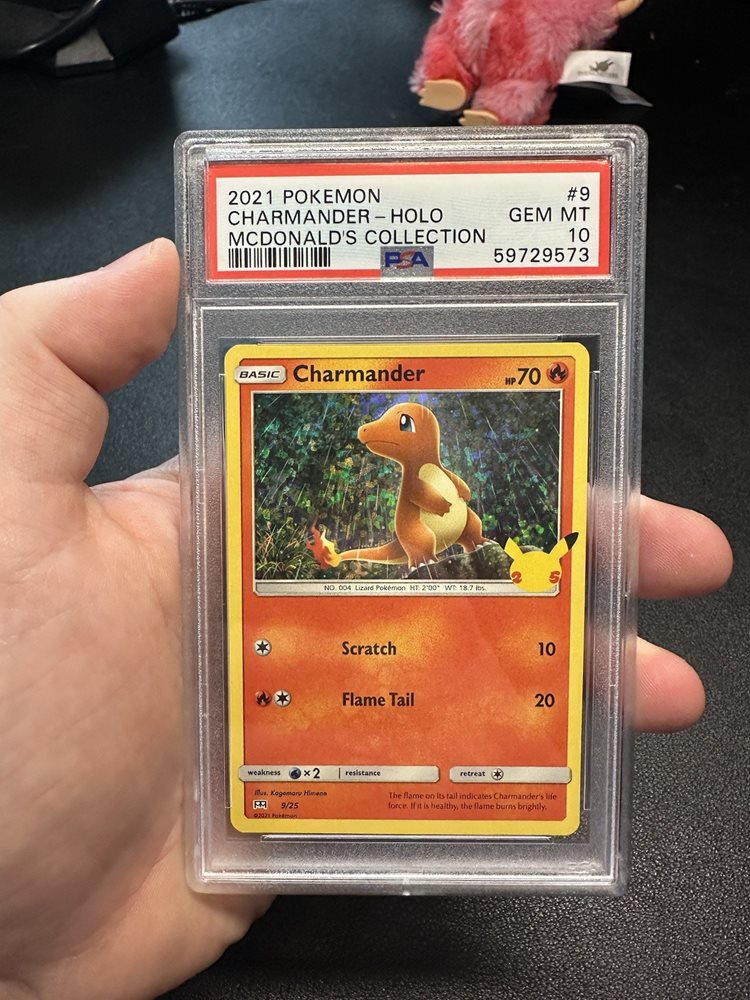 2021 POKEMON #9
CHARMANDER-HOLO GEM MT
MCDONALD'S COLLECTION 10
PSA 59729573
BASIC Charmander HP 70
NO. 004 Lizard Pokémon HT: 2'00" WT: 18.7 lbs.
25
Scratch 10
Flame Tail 20
weakness ×2 resistance retreat
Illus. Kagemaru Himeno
9/25
©2021 Pokémon
The flame on its tail indicates Charmander's life
force. If it is healthy, the flame burns brightly.